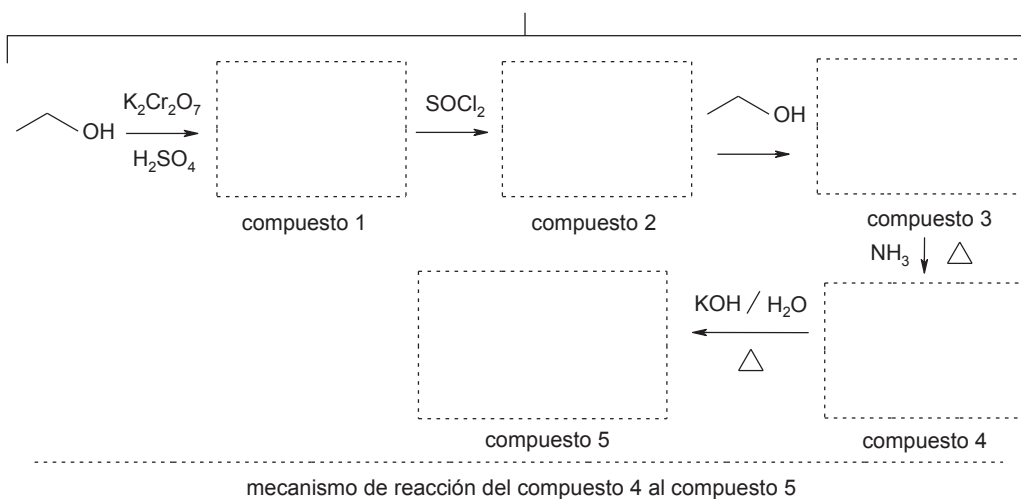 OH
K2Cr2O7
H2SO4
compuesto 1
SOCl2
compuesto 2
OH
compuesto 3
NH3
compuesto 4
KOH / H2O
compuesto 5
mecanismo de reacción del compuesto 4 al compuesto 5